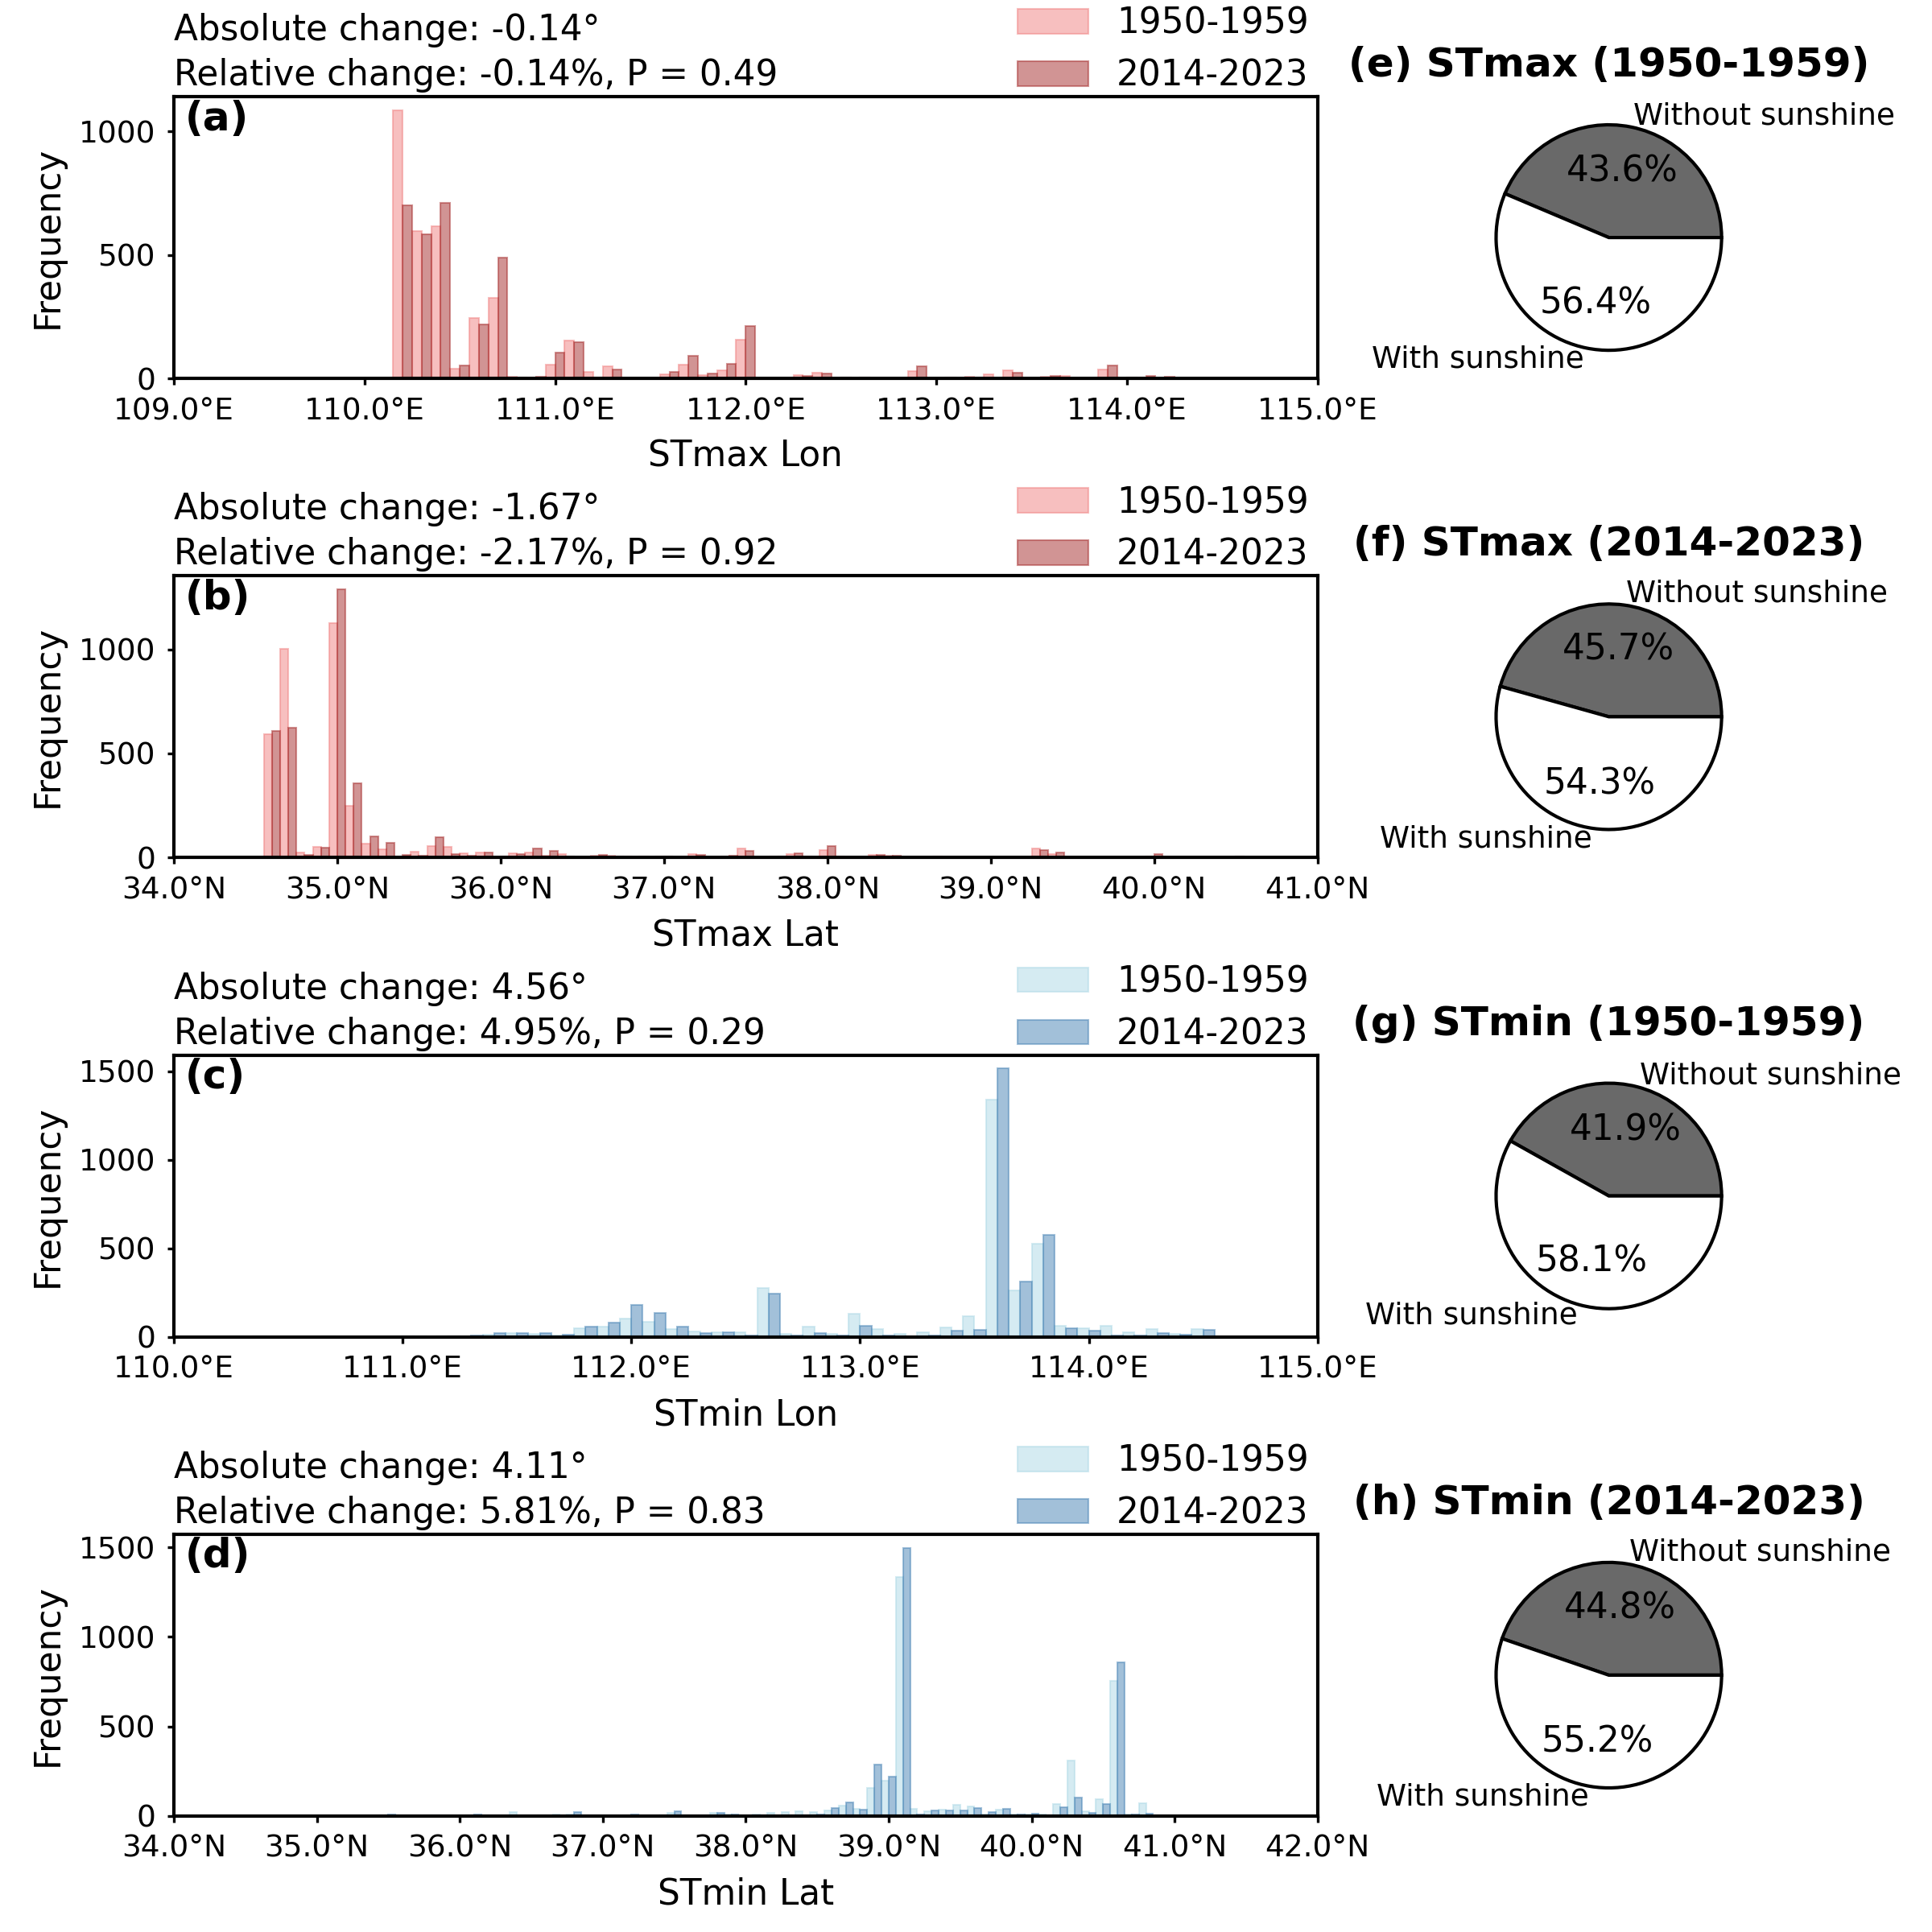 Absolute change: -0.14°
Relative change: -0.14%, P = 0.49
1950-1959
2014-2023
(a)
Frequency
1000
500
0
109.0°E 110.0°E 111.0°E 112.0°E 113.0°E 114.0°E 115.0°E
STmax Lon
(e) STmax (1950-1959)
Without sunshine
43.6%
56.4%
With sunshine
Absolute change: -1.67°
Relative change: -2.17%, P = 0.92
1950-1959
2014-2023
(b)
Frequency
1000
500
0
34.0°N 35.0°N 36.0°N 37.0°N 38.0°N 39.0°N 40.0°N 41.0°N
STmax Lat
(f) STmax (2014-2023)
Without sunshine
45.7%
54.3%
With sunshine
Absolute change: 4.56°
Relative change: 4.95%, P = 0.29
1950-1959
2014-2023
(c)
Frequency
1500
1000
500
0
110.0°E 111.0°E 112.0°E 113.0°E 114.0°E 115.0°E
STmin Lon
(g) STmin (1950-1959)
Without sunshine
41.9%
58.1%
With sunshine
Absolute change: 4.11°
Relative change: 5.81%, P = 0.83
1950-1959
2014-2023
(d)
Frequency
1500
1000
500
0
34.0°N 35.0°N 36.0°N 37.0°N 38.0°N 39.0°N 40.0°N 41.0°N 42.0°N
STmin Lat
(h) STmin (2014-2023)
Without sunshine
44.8%
55.2%
With sunshine